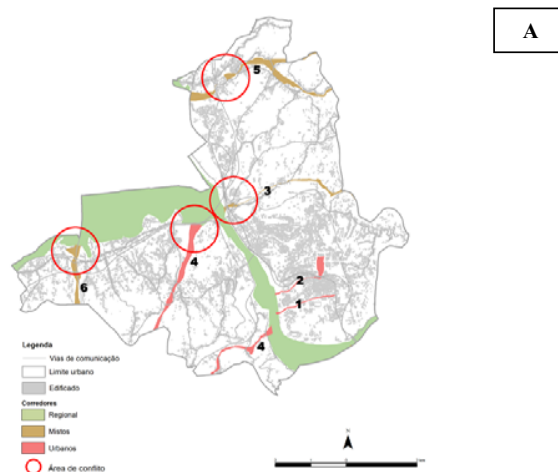 A
5
3
4
6
2
1
4
Legenda
Vias de comunicação
Limite urbano
Edificado
Corredores
Regional
Mistos
Urbanos
Área de conflito